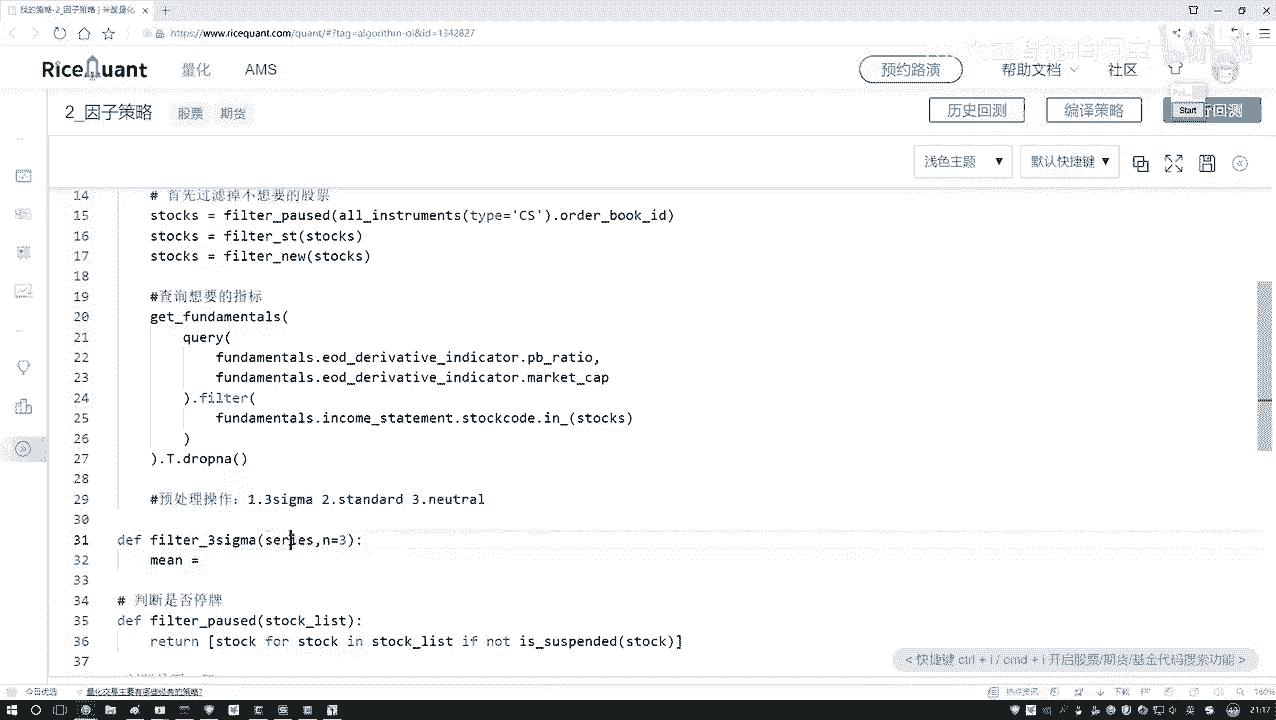 我的策略-2_因子策略 | 米筐量化
https://www.ricequant.com/quant/#?tag=algorithm-oi&id=1342827
RiceQuant 量化 AMS 预约路演 帮助文档 社区
Start
2_因子策略 股票 期货 历史回测 编译策略 回测
浅色主题 ▼ 默认快捷键 ▼
14 # 首先过滤掉不想要的股票
15 stocks = filter_paused(all_instruments(type='CS').order_book_id)
16 stocks = filter_st(stocks)
17 stocks = filter_new(stocks)
18
19 #查询想要的指标
20 get_fundamentals(
21 query(
22 fundamentals.eod_derivative_indicator.pb_ratio,
23 fundamentals.eod_derivative_indicator.market_cap
24 ).filter(
25 fundamentals.income_statement.stockcode.in_(stocks)
26 )
27 ).T.dropna()
28
29 #预处理操作：1.3sigma 2.standard 3.neutral
30
31 def filter_3sigma(series,n=3):
32 mean =
33
34 # 判断是否停牌
35 def filter_paused(stock_list):
36 return [stock for stock in stock_list if not is_suspended(stock)]
37
< 快捷键 ctrl + i / cmd + i 开启股票/期货/基金代码搜索功能 >
今日优选 量化交易主要有哪些经典的策略? 热点资讯 下载 160%
21:17